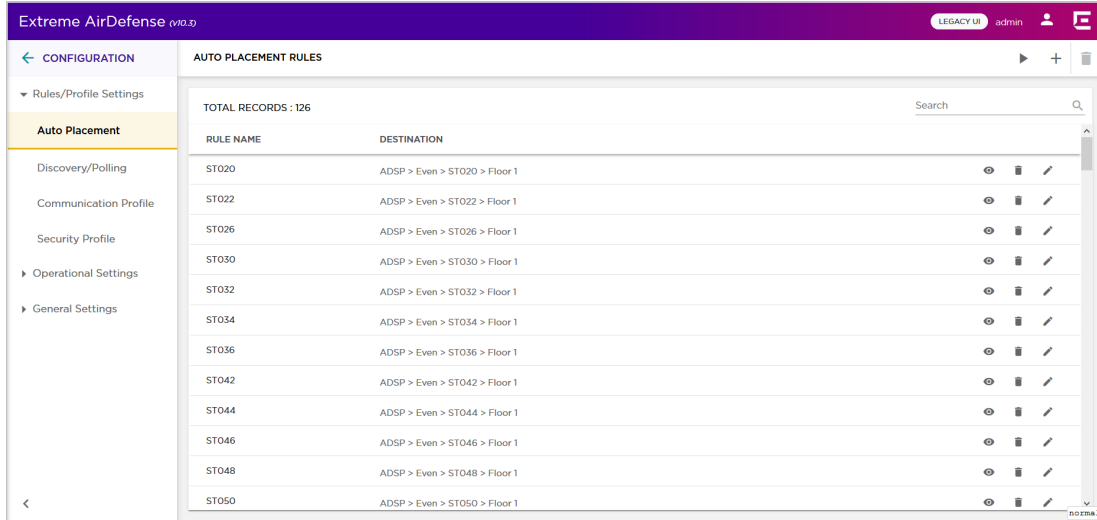 Extreme AirDefense (v10.3)
LEGACY UI admin
CONFIGURATION
AUTO PLACEMENT RULES
Rules/Profile Settings
Auto Placement
Discovery/Polling
Communication Profile
Security Profile
Operational Settings
General Settings
TOTAL RECORDS : 126
Search
RULE NAME DESTINATION
ST020 ADSP > Even > ST020 > Floor 1
ST022 ADSP > Even > ST022 > Floor 1
ST026 ADSP > Even > ST026 > Floor 1
ST030 ADSP > Even > ST030 > Floor 1
ST032 ADSP > Even > ST032 > Floor 1
ST034 ADSP > Even > ST034 > Floor 1
ST036 ADSP > Even > ST036 > Floor 1
ST042 ADSP > Even > ST042 > Floor 1
ST044 ADSP > Even > ST044 > Floor 1
ST046 ADSP > Even > ST046 > Floor 1
ST048 ADSP > Even > ST048 > Floor 1
ST050 ADSP > Even > ST050 > Floor 1